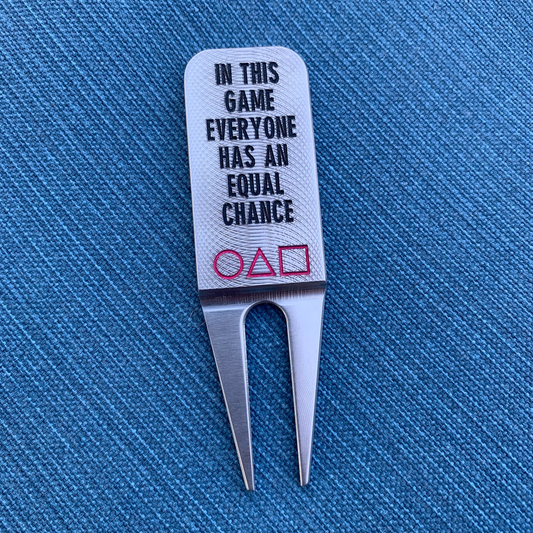 IN THIS
GAME
EVERYONE
HAS AN
EQUAL
CHANCE